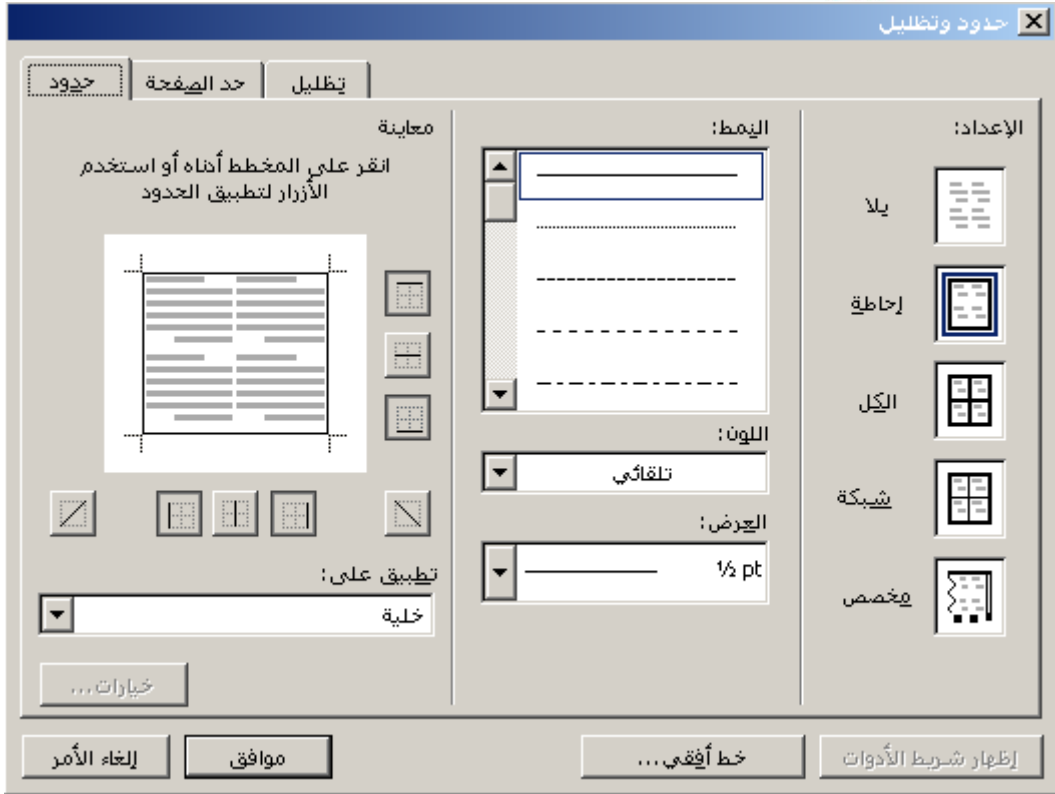 حدود وتظليل
حدود
حد الصفحة
تظليل
الإعداد:
بلا
إحاطة
الكل
شبكة
مخصص
النمط:
اللون:
تلقائي
العرض:
½ pt
معاينة
انقر على المخطط أدناه أو استخدم
الأزرار لتطبيق الحدود
تطبيق على:
خلية
خيارات...
إظهار شريط الأدوات
خط أفقي...
موافق
إلغاء الأمر